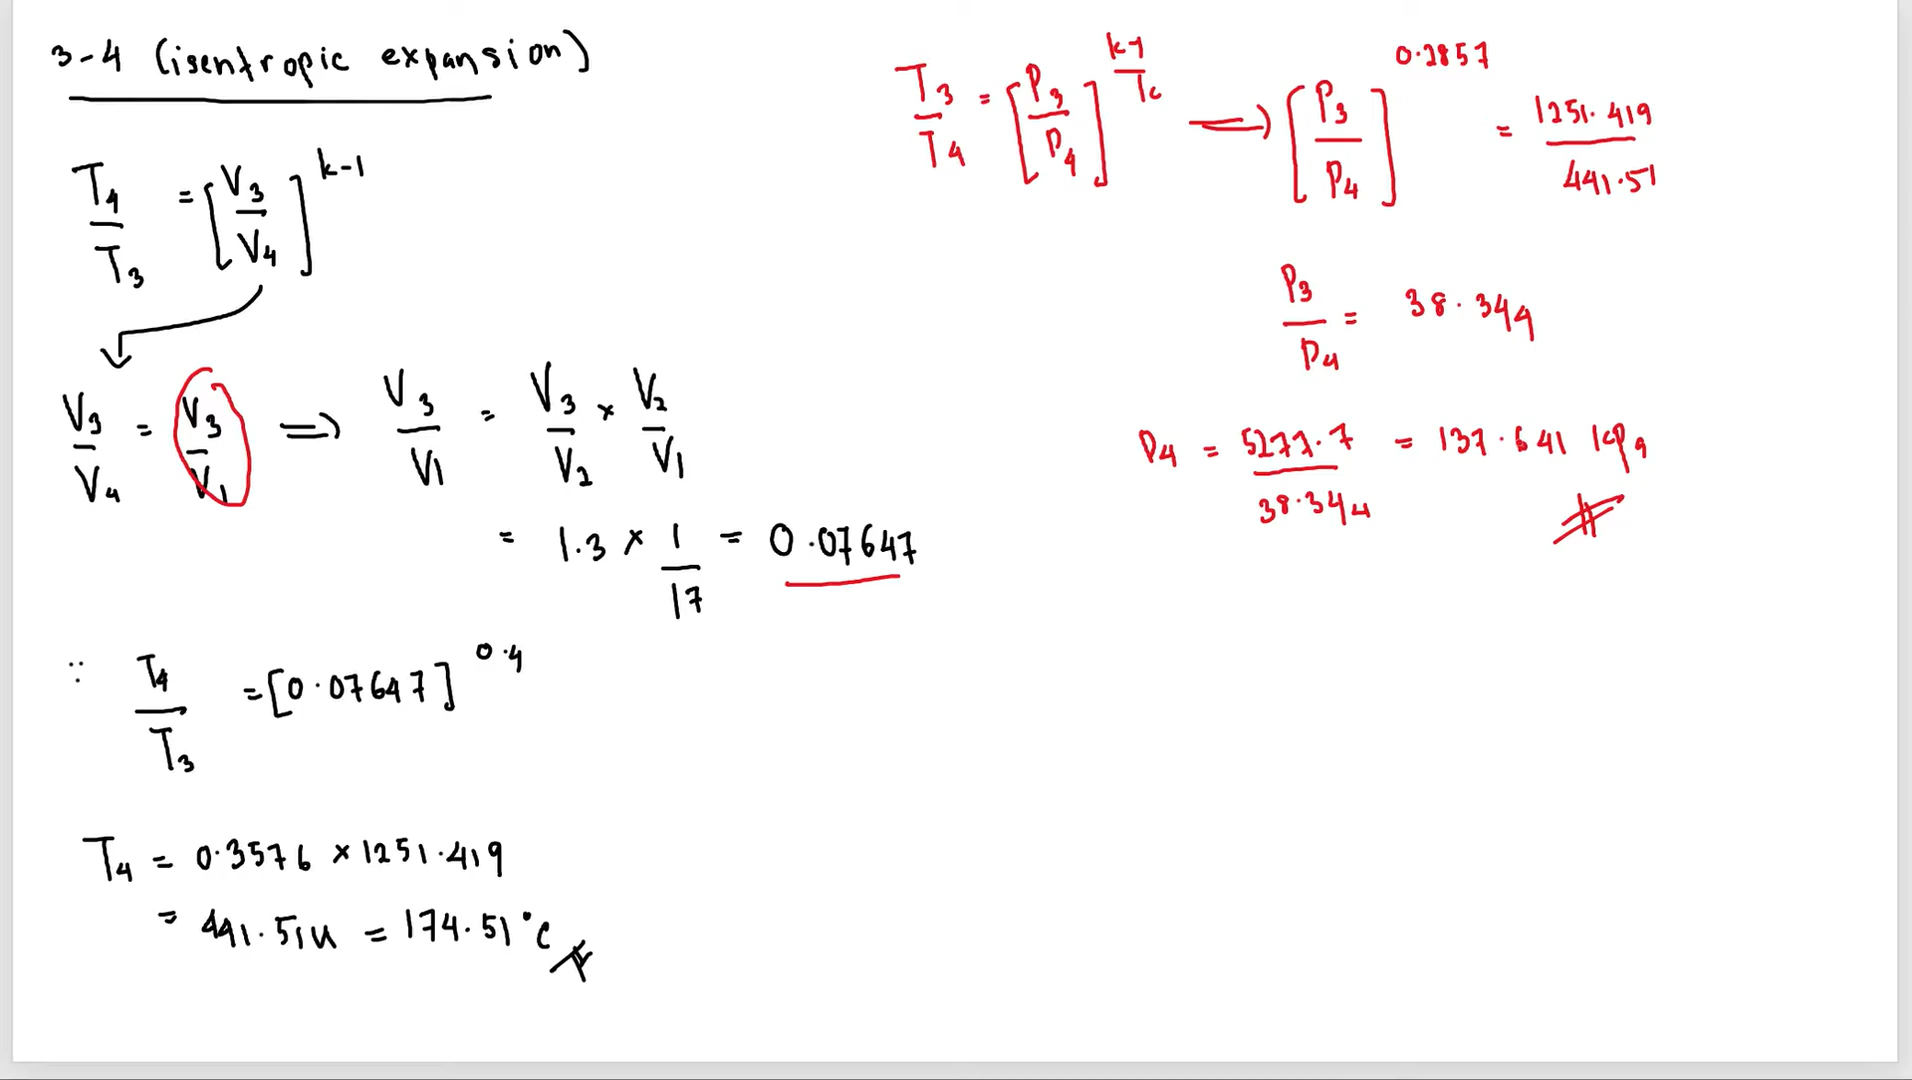 3-4 (isentropic expansion)
T4/T3 = [V3/V4]^k-1
V3/V4 = V3/V1 ⟹ V3/V1 = V3/V2 × V2/V1
= 1.3 × 1/17 = 0.07647
∵ T4/T3 = [0.07647]^0.4
T4 = 0.3576 × 1251.419
= 441.51K = 174.51°C
T3/T4 = [P3/P4]^k-1/k ⟹ [P3/P4]^0.2857 = 1251.419/441.51
P3/P4 = 38.344
P4 = 5277.7/38.344 = 137.641 kPa